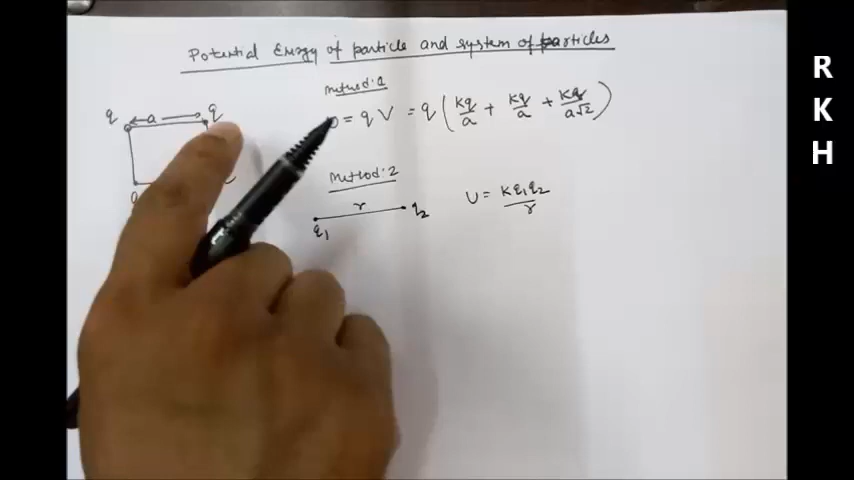 Potential Energy of particle and system of particles
Method:1
= qV = q (Kq/a + Kq/a + Kq/a√2)
q a q
Method:2
r
q1 q2
U = Kq1q2/r
R
K
H